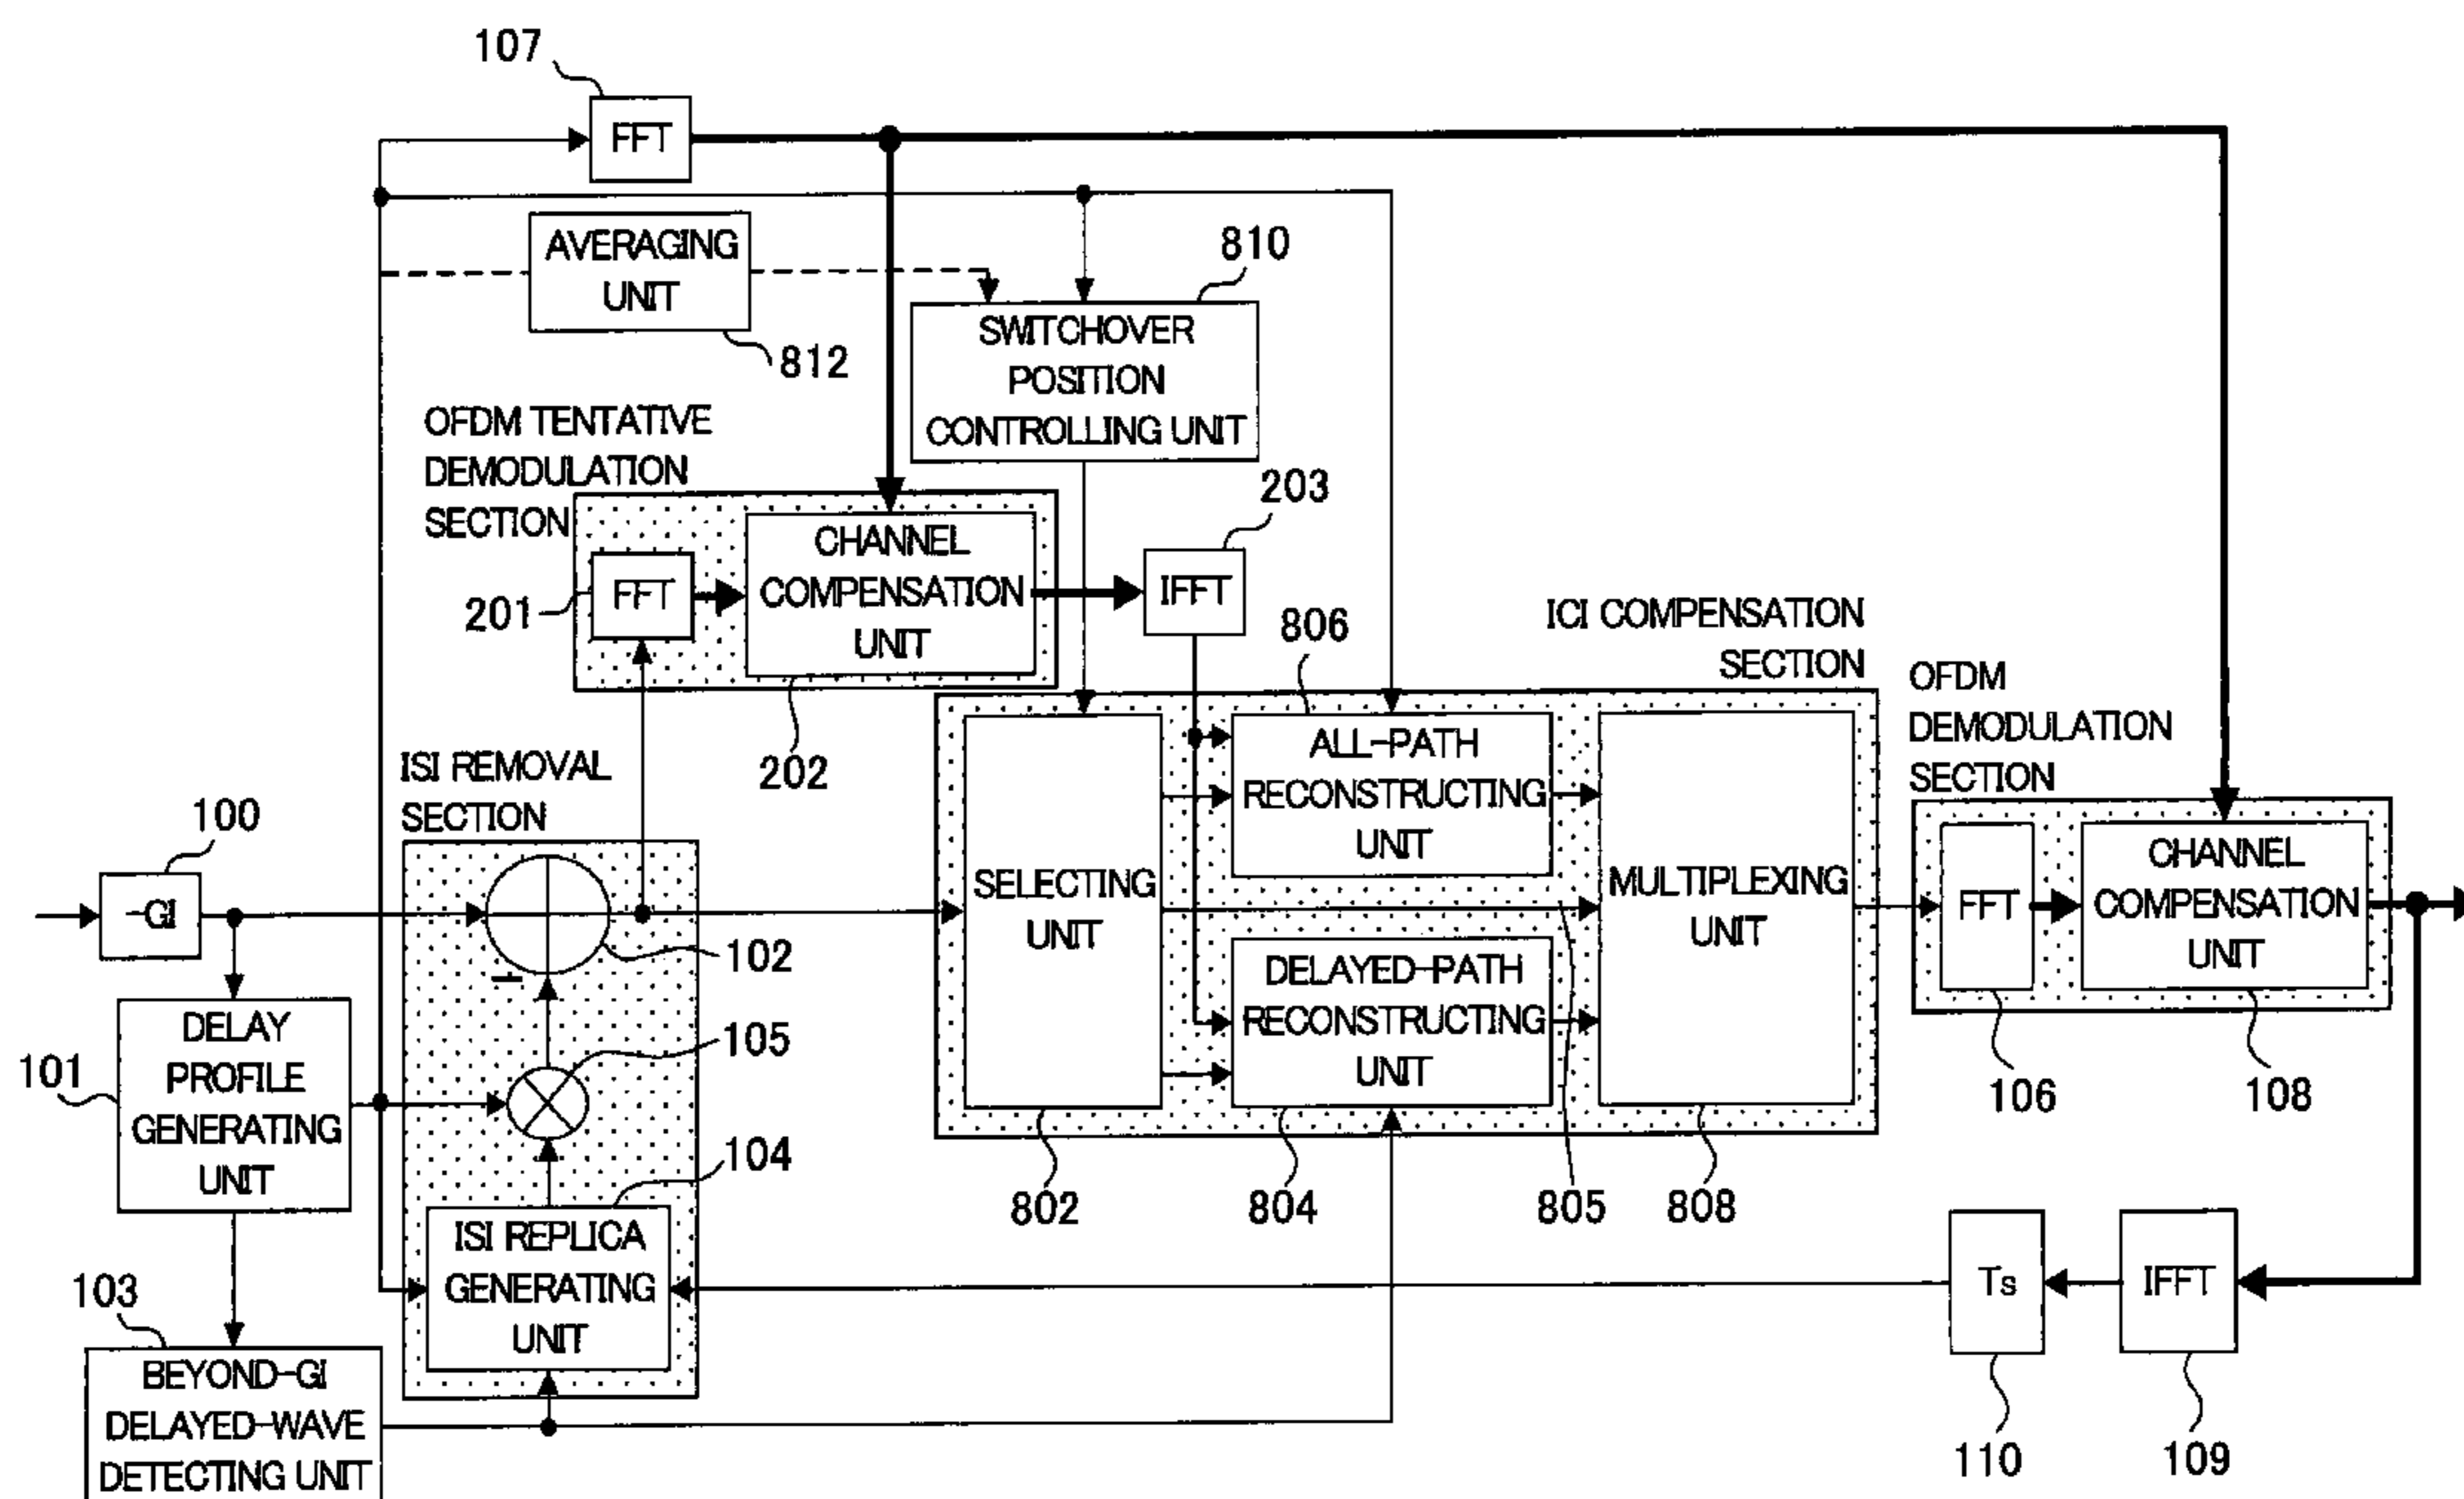 107
FFT
AVERAGING
UNIT
812
810
SWITCHOVER
POSITION
CONTROLLING UNIT
OFDM TENTATIVE
DEMODULATION
SECTION
201
FFT
CHANNEL
COMPENSATION
UNIT
202
203
IFFT
ICI COMPENSATION
SECTION
806
ALL-PATH
RECONSTRUCTING
UNIT
OFDM
DEMODULATION
SECTION
ISI REMOVAL
SECTION
100
-GI
102
SELECTING
UNIT
MULTIPLEXING
UNIT
FFT
CHANNEL
COMPENSATION
UNIT
DELAYED-PATH
RECONSTRUCTING
UNIT
101
DELAY
PROFILE
GENERATING
UNIT
105
106
108
104
802
804
805
808
ISI REPLICA
GENERATING
UNIT
Ts
IFFT
103
BEYOND-GI
DELAYED-WAVE
DETECTING UNIT
110
109